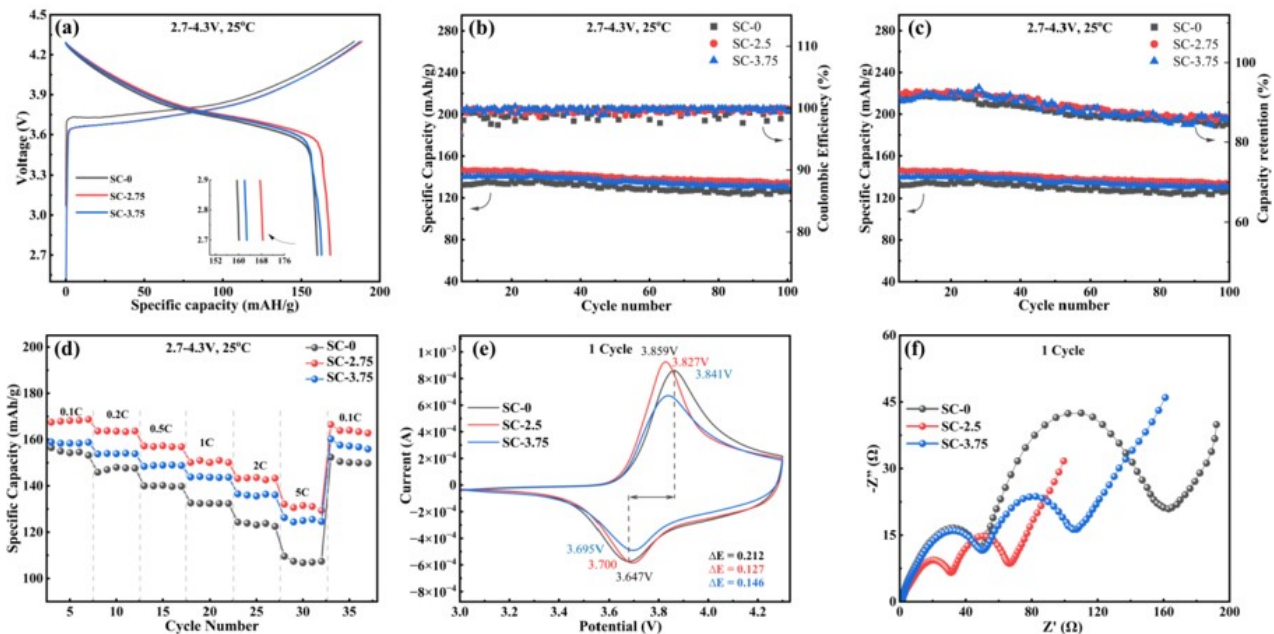 (a)
2.7-4.3V, 25°C
4.5
4.2
3.9
3.6
3.3
3.0
2.7
Voltage (V)
SC-0
SC-2.75
SC-3.75
2.9
2.8
2.7
152 160 168 176
0 50 100 150 200
Specific capacity (mAH/g)
(b)
2.7-4.3V, 25°C
SC-0
SC-2.5
SC-3.75
280
240
200
160
120
80
40
Specific Capacity (mAh/g)
110
100
90
80
Coulombic Efficiency (%)
20 40 60 80 100
Cycle number
(c)
2.7-4.3V, 25°C
SC-0
SC-2.75
SC-3.75
280
240
200
160
120
80
40
Specific Capacity (mAh/g)
100
90
80
70
60
Capacity retention (%)
0 20 40 60 80 100
Cycle number
(d)
2.7-4.3V, 25°C
SC-0
SC-2.75
SC-3.75
200
180
160
140
120
100
Specific Capacity (mAh/g)
0.1C
0.2C
0.5C
1C
2C
5C
0.1C
5 10 15 20 25 30 35
Cycle Number
(e)
1 Cycle
3.859V
3.827V
3.841V
SC-0
SC-2.5
SC-3.75
1×10⁻³
8×10⁻⁴
6×10⁻⁴
4×10⁻⁴
2×10⁻⁴
0
−2×10⁻⁴
−4×10⁻⁴
−6×10⁻⁴
Current (A)
3.695V
3.700
3.647V
ΔE = 0.212
ΔE = 0.127
ΔE = 0.146
3.0 3.2 3.4 3.6 3.8 4.0 4.2
Potential (V)
(f)
1 Cycle
SC-0
SC-2.5
SC-3.75
60
45
30
15
0
-Z" (Ω)
0 40 80 120 160 200
Z' (Ω)